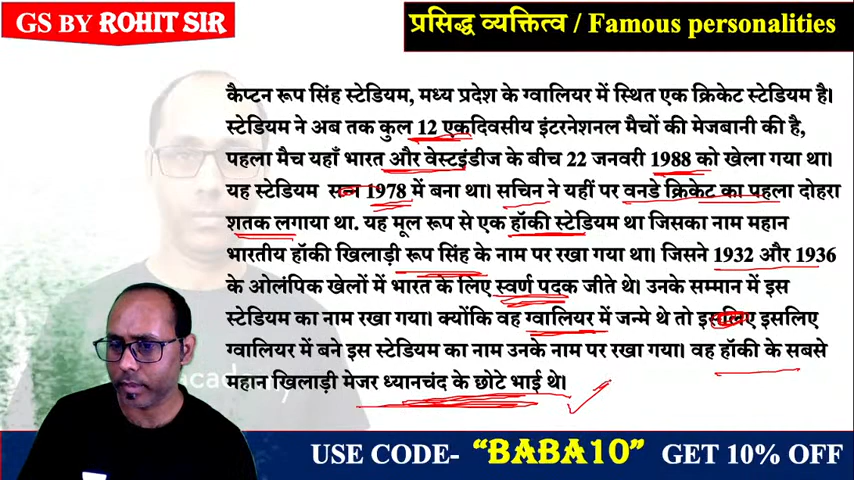 GS BY ROHIT SIR
प्रसिद्ध व्यक्तित्व / Famous personalities
कैप्टन रूप सिंह स्टेडियम, मध्य प्रदेश के ग्वालियर में स्थित एक क्रिकेट स्टेडियम है।
स्टेडियम ने अब तक कुल 12 एकदिवसीय इंटरनेशनल मैचों की मेजबानी की है,
पहला मैच यहाँ भारत और वेस्टइंडीज के बीच 22 जनवरी 1988 को खेला गया था।
यह स्टेडियम सन 1978 में बना था। सचिन ने यहीं पर वनडे क्रिकेट का पहला दोहरा
शतक लगाया था. यह मूल रूप से एक हॉकी स्टेडियम था जिसका नाम महान
भारतीय हॉकी खिलाड़ी रूप सिंह के नाम पर रखा गया था। जिसने 1932 और 1936
के ओलंपिक खेलों में भारत के लिए स्वर्ण पदक जीते थे। उनके सम्मान में इस
स्टेडियम का नाम रखा गया। क्योंकि वह ग्वालियर में जन्मे थे तो इसलिए इसलिए
ग्वालियर में बने इस स्टेडियम का नाम उनके नाम पर रखा गया। वह हॉकी के सबसे
महान खिलाड़ी मेजर ध्यानचंद के छोटे भाई थे।
USE CODE- “BABA10” GET 10% OFF